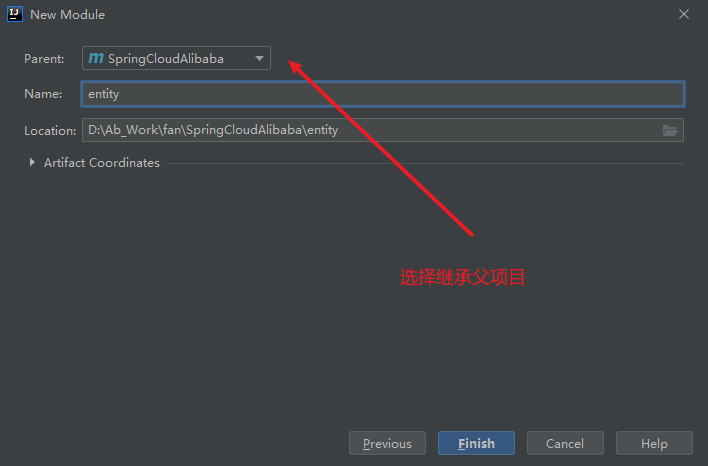 New Module
Parent: m SpringCloudAlibaba
Name: entity
Location: D:\Ab_Work\fan\SpringCloudAlibaba\entity
Artifact Coordinates
选择继承父项目
Previous Finish Cancel Help